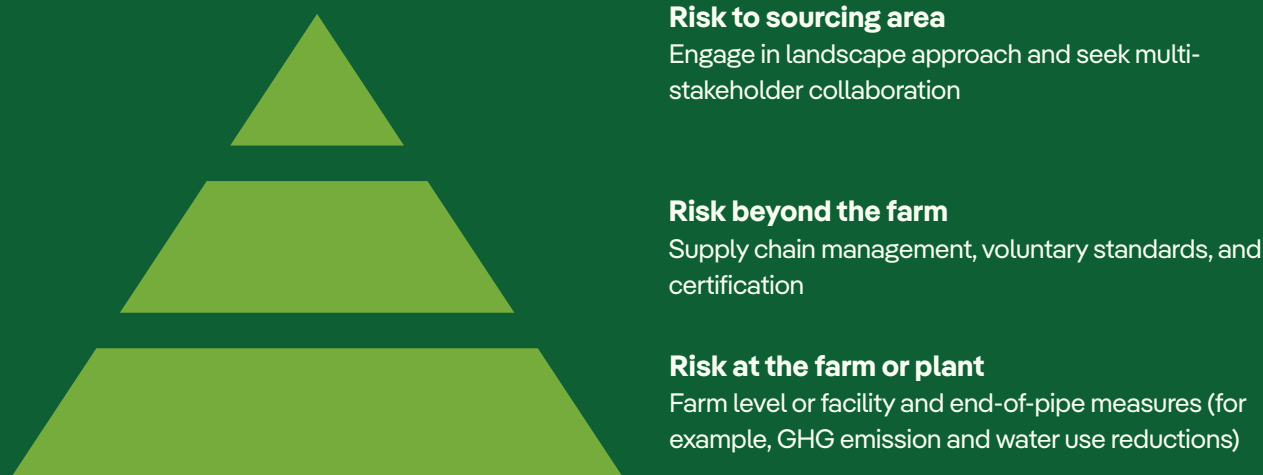 Risk to sourcing area
Engage in landscape approach and seek multi-
stakeholder collaboration
Risk beyond the farm
Supply chain management, voluntary standards, and
certification
Risk at the farm or plant
Farm level or facility and end-of-pipe measures (for
example, GHG emission and water use reductions)